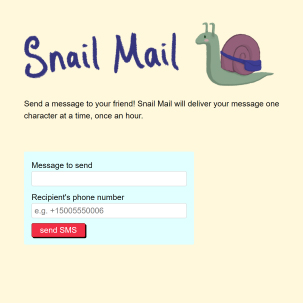 Snail Mail
Send a message to your friend! Snail Mail will deliver your message one
character at a time, once an hour.
Message to send
Recipient's phone number
e.g. +15005550006
send SMS